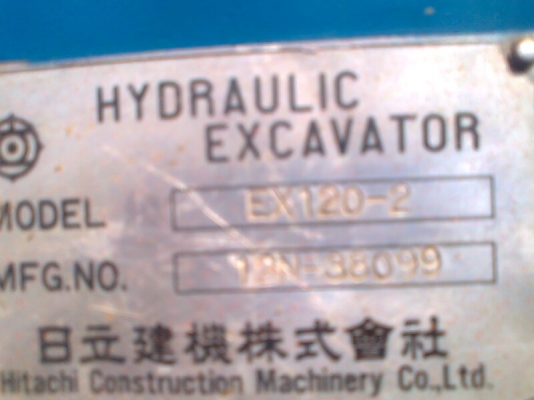 HYDRAULIC
EXCAVATOR
MODEL EX120-2
MFG.NO.
日立建機株式會社
Hitachi Construction Machinery Co.,Ltd.